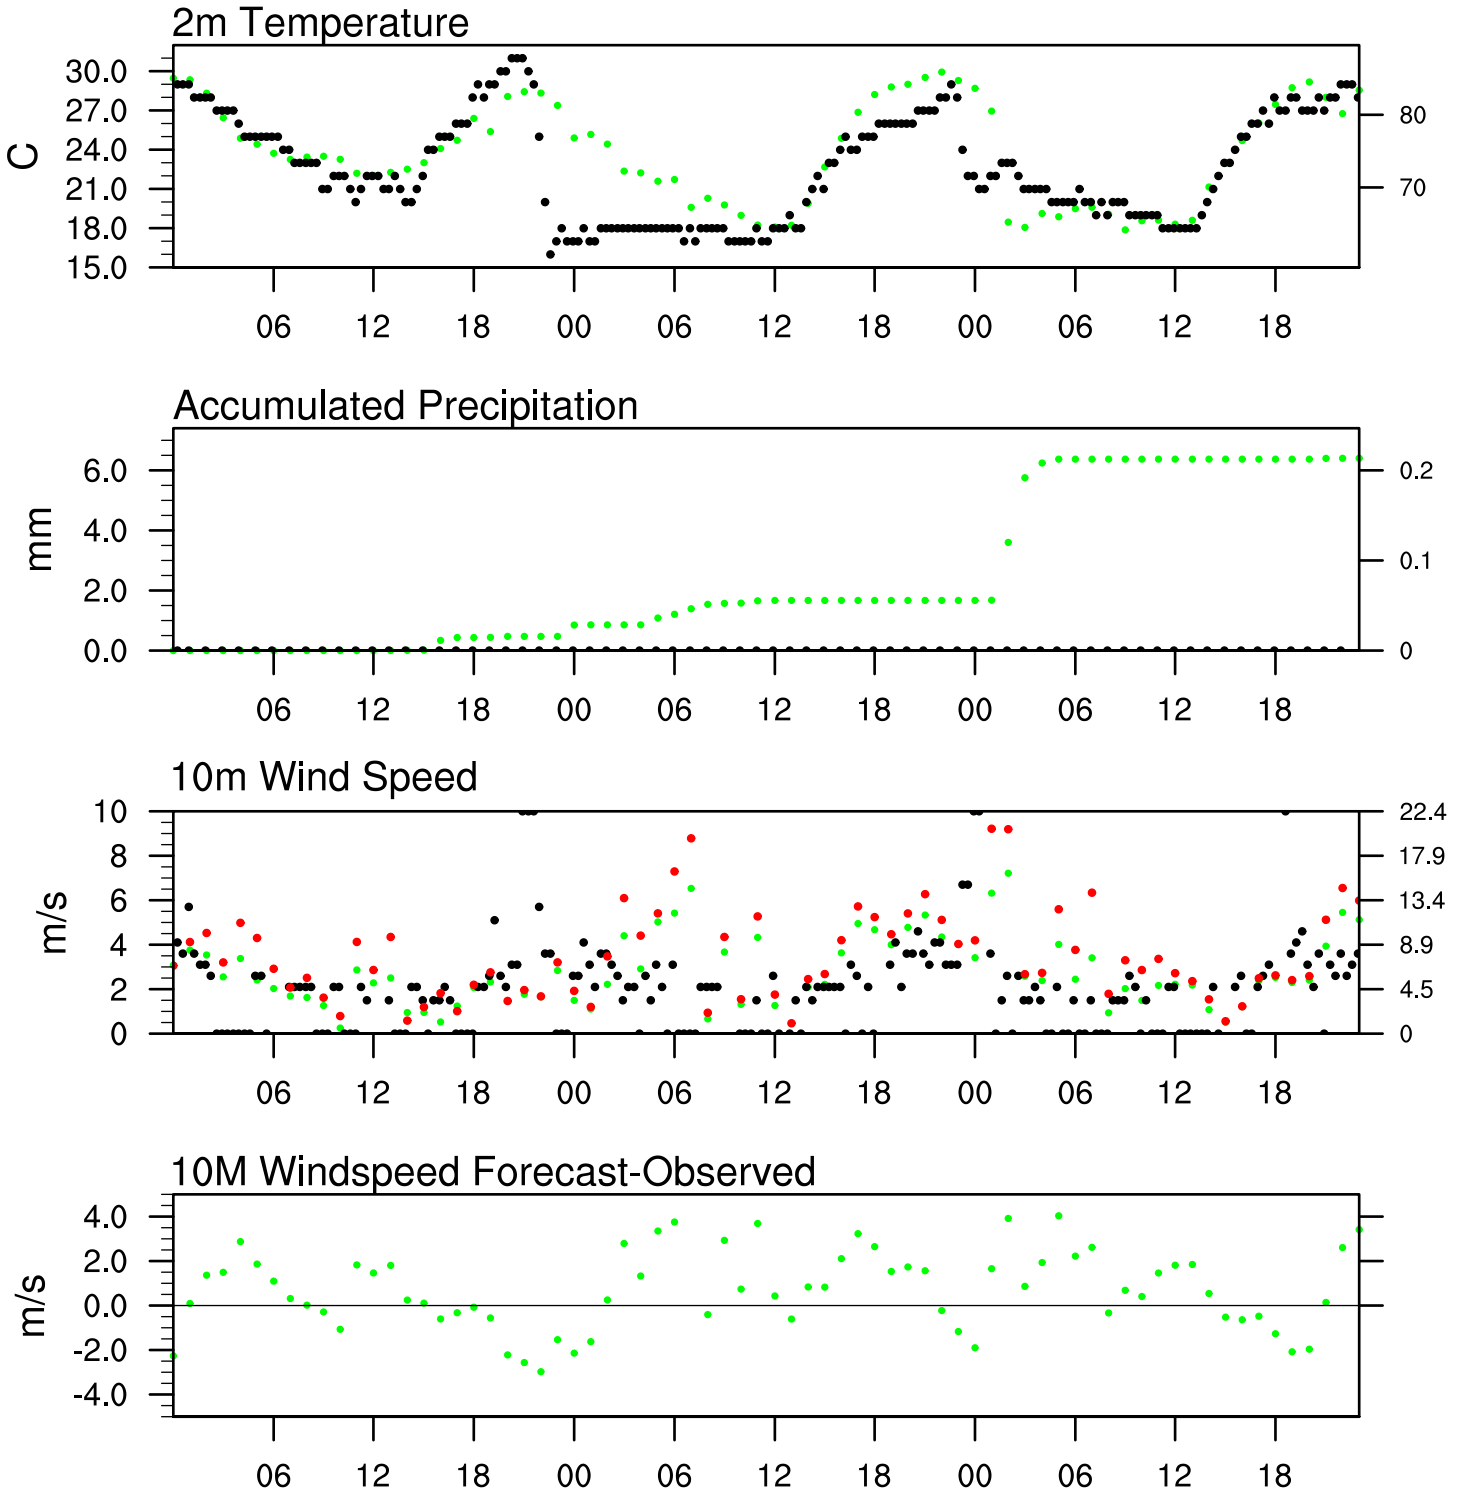 2m Temperature
30.0
27.0
24.0
21.0
18.0
15.0
C
80
70
06 12 18 00 06 12 18 00 06 12 18
Accumulated Precipitation
6.0
4.0
2.0
0.0
mm
0.2
0.1
0
06 12 18 00 06 12 18 00 06 12 18
10m Wind Speed
10
8
6
4
2
0
m/s
22.4
17.9
13.4
8.9
4.5
0
06 12 18 00 06 12 18 00 06 12 18
10M Windspeed Forecast-Observed
4.0
2.0
0.0
-2.0
-4.0
m/s
06 12 18 00 06 12 18 00 06 12 18